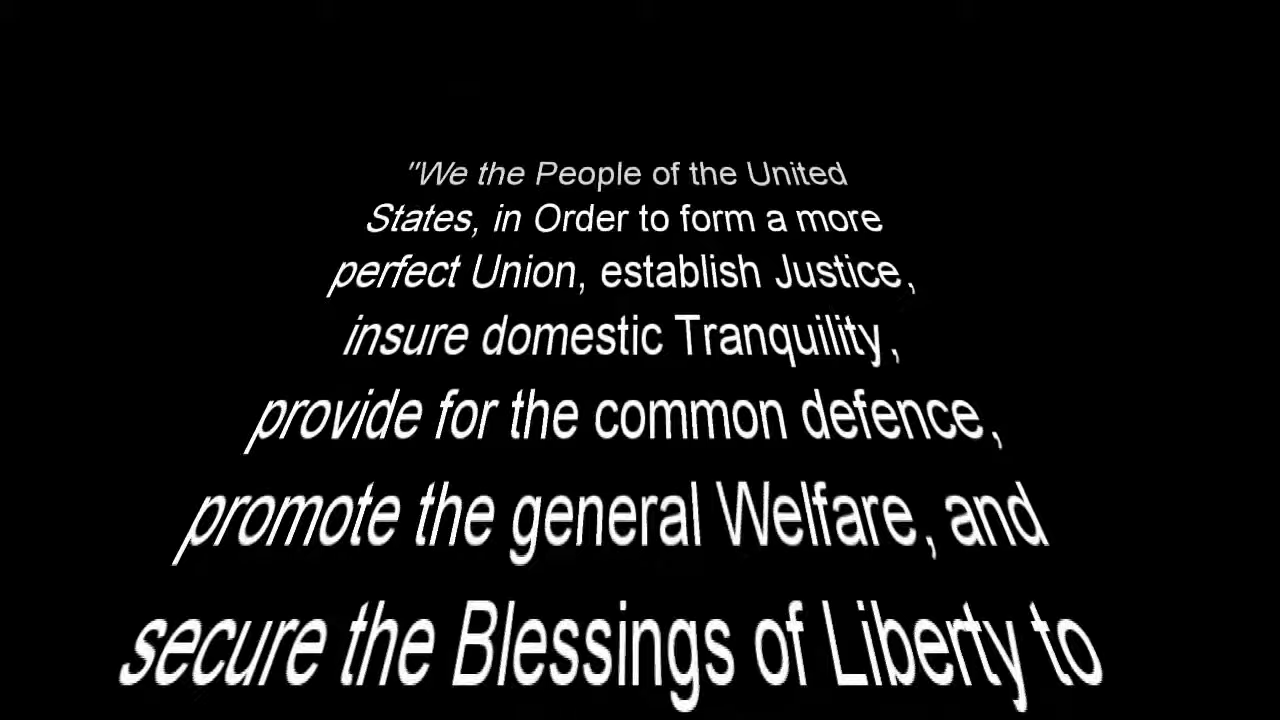 "We the People of the United
States, in Order to form a more
perfect Union, establish Justice,
insure domestic Tranquility,
provide for the common defence,
promote the general Welfare, and
secure the Blessings of Liberty to